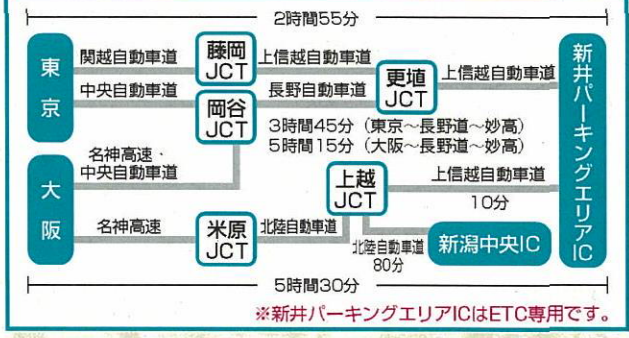 2時間55分
東京
関越自動車道
藤岡
JCT
上信越自動車道
中央自動車道
岡谷
JCT
長野自動車道
更埴
JCT
上信越自動車道
新井パーキングエリアIC
3時間45分（東京～長野道～妙高）
5時間15分（大阪～長野道～妙高）
大阪
名神高速・
中央自動車道
上越
JCT
上信越自動車道
10分
名神高速
米原
JCT
北陸自動車道
北陸自動車道
80分
新潟中央IC
5時間30分
※新井パーキングエリアICはETC専用です。